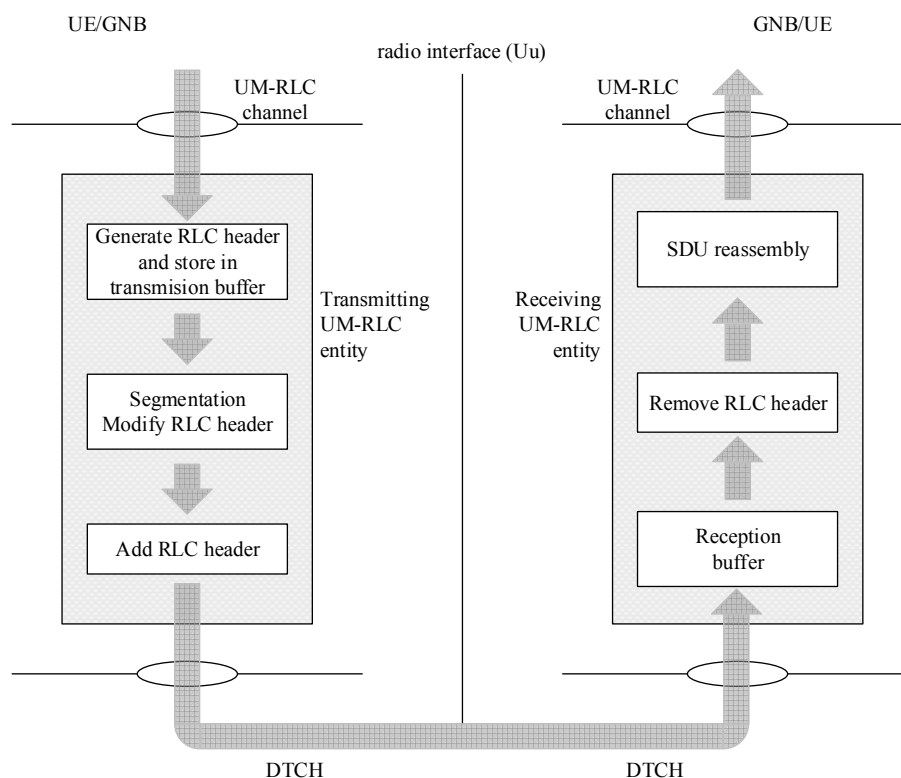 UE/GNB
GNB/UE
radio interface (Uu)
UM-RLC
channel
UM-RLC
channel
Generate RLC header
and store in
transmision buffer
Transmitting
UM-RLC
entity
Segmentation
Modify RLC header
Add RLC header
Receiving
UM-RLC
entity
SDU reassembly
Remove RLC header
Reception
buffer
DTCH
DTCH